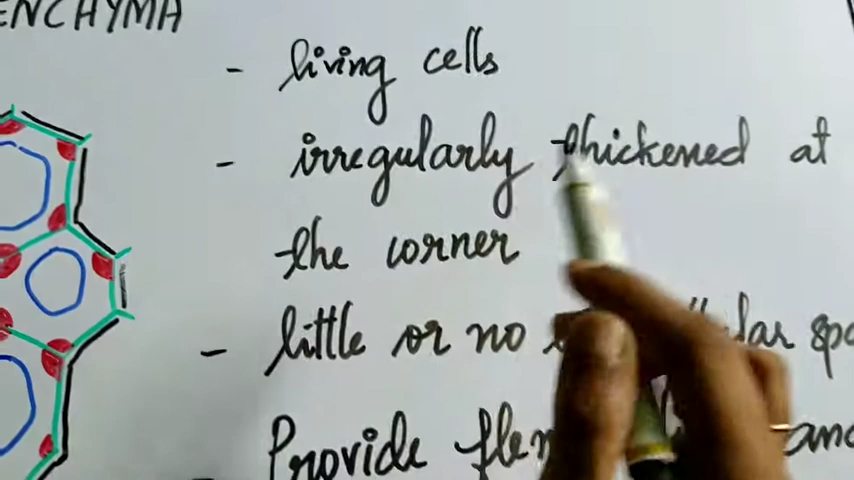 ENCHYMA
- living cells
- irregularly thickened at
the corner
- little or no
- Provide